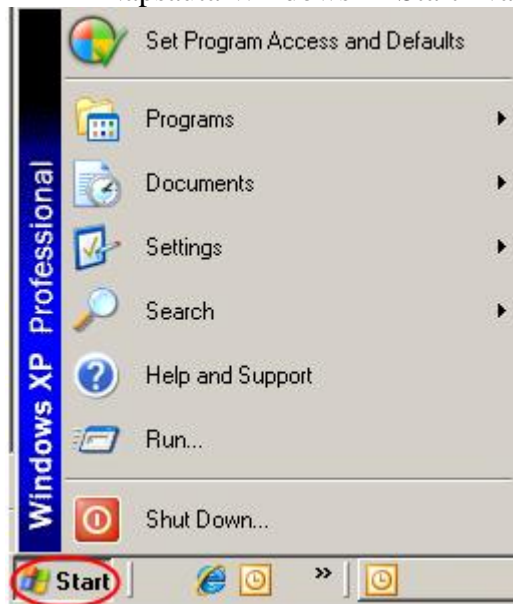 Set Program Access and Defaults
Programs
Documents
Settings
Search
Help and Support
Run...
Shut Down...
Windows XP Professional
Start
»